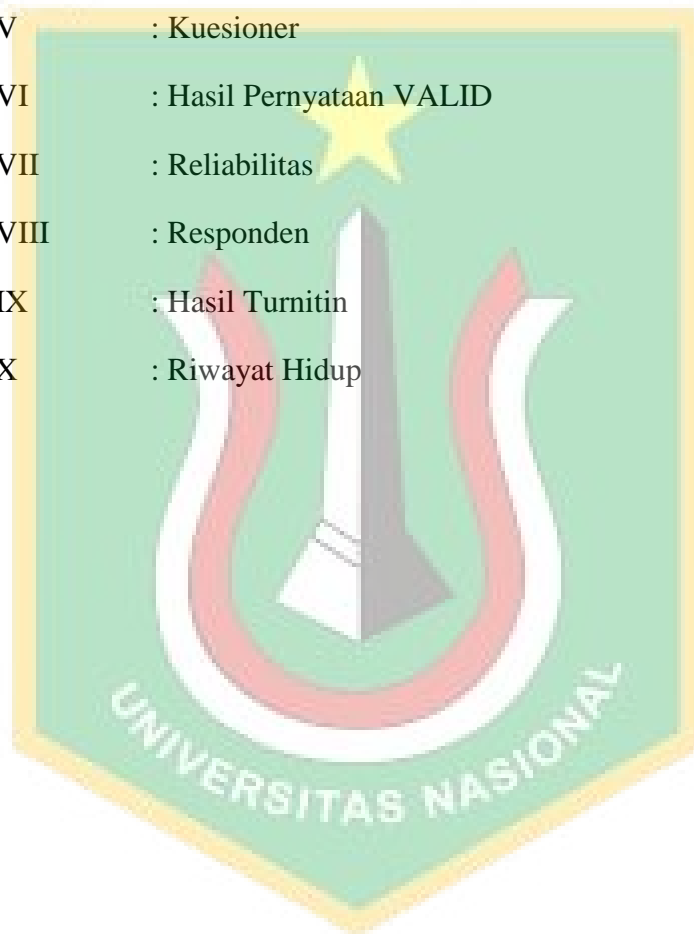 V : Kuesioner
VI : Hasil Pernyataan VALID
VII : Reliabilitas
VIII : Responden
IX : Hasil Turnitin
X : Riwayat Hidup
UNIVERSITAS NASIONAL